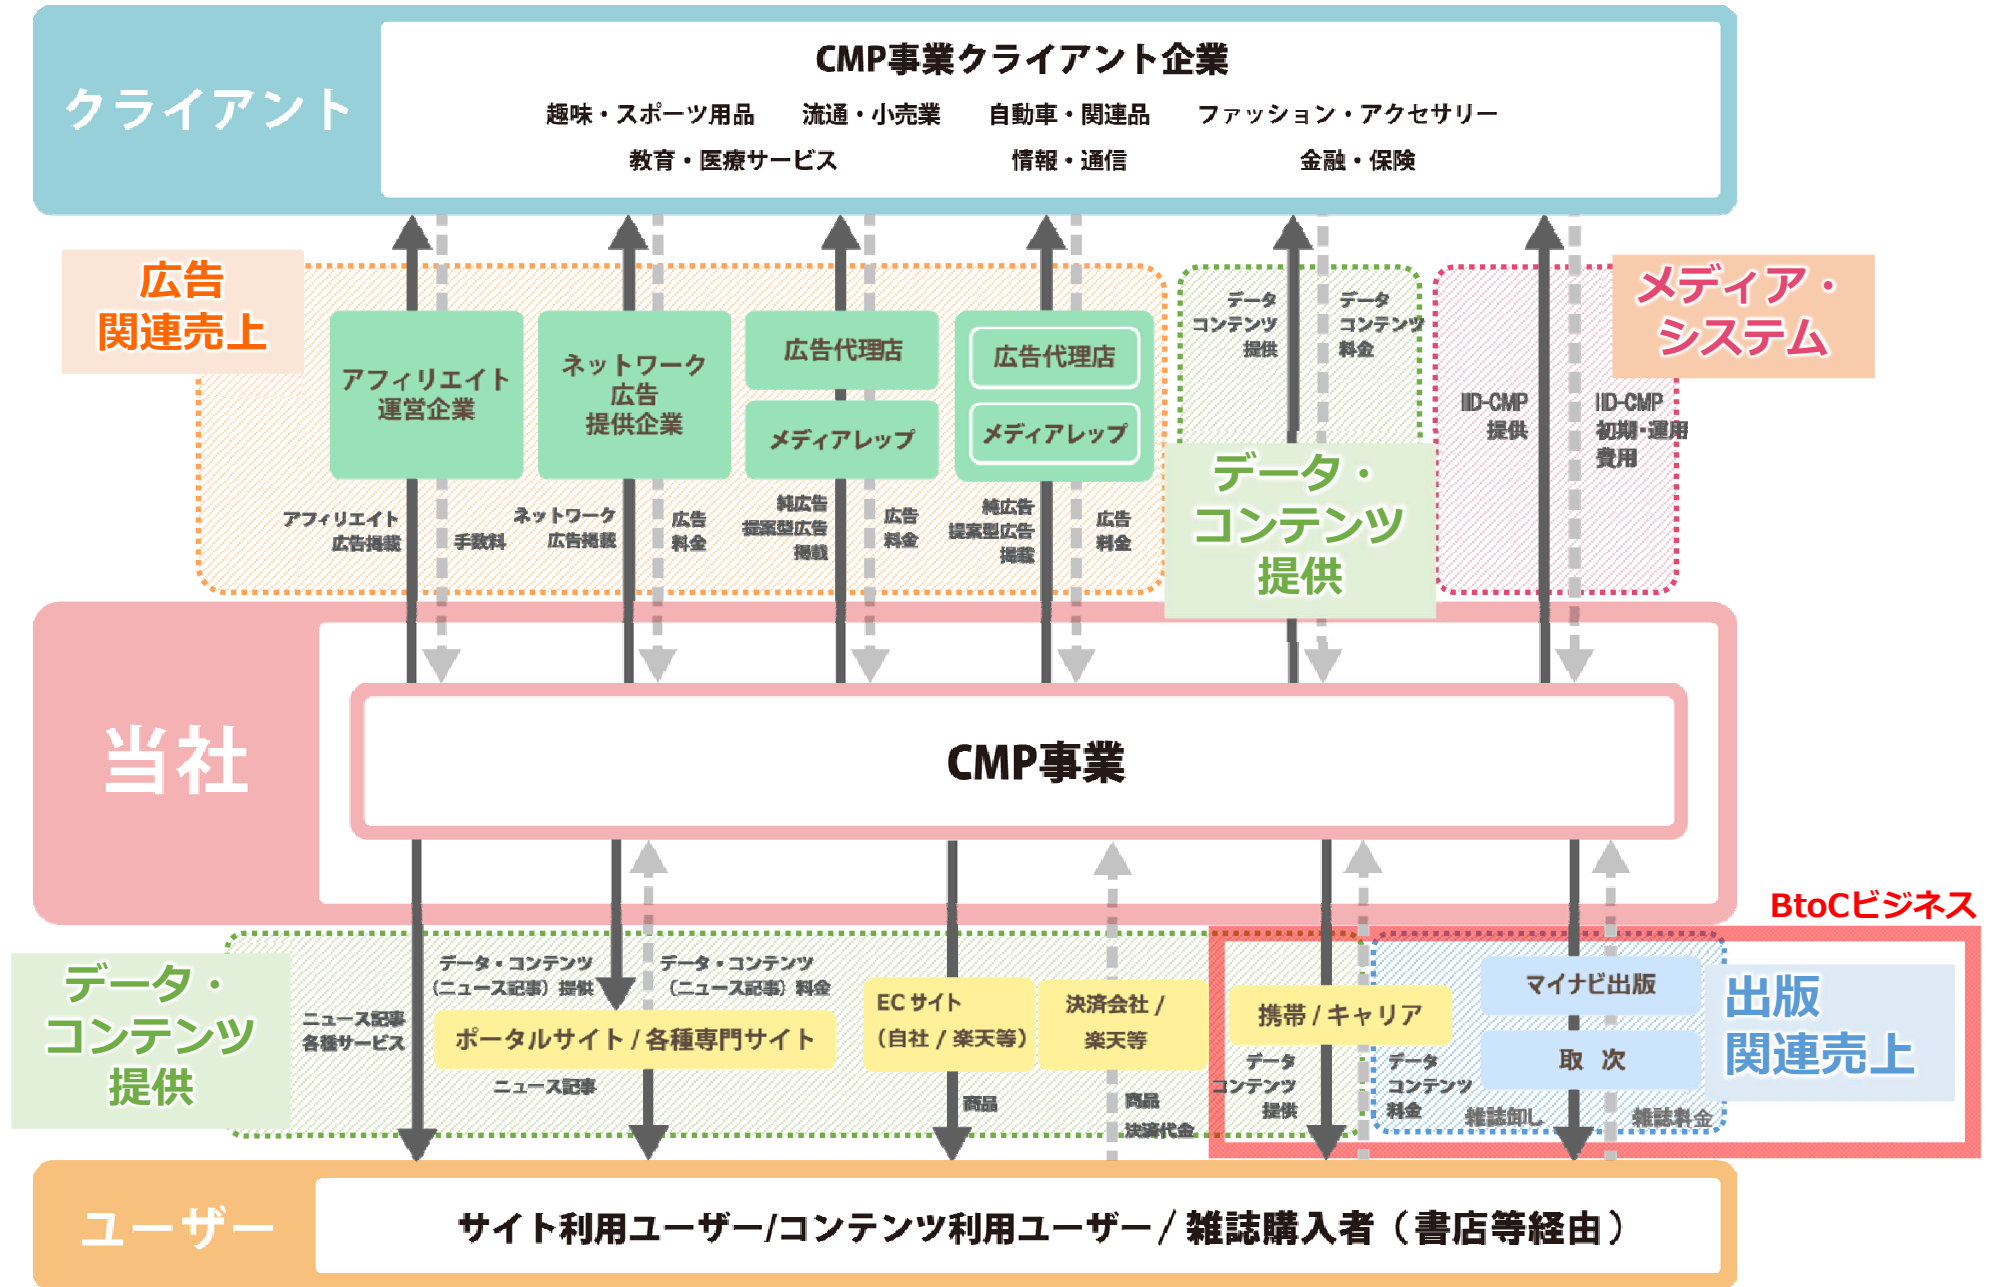 クライアント
CMP事業クライアント企業
趣味・スポーツ用品 流通・小売業 自動車・関連品 ファッション・アクセサリー
教育・医療サービス 情報・通信 金融・保険
広告
関連売上
アフィリエイト
運営企業
ネットワーク
広告
提供企業
広告代理店
メディアレップ
広告代理店
メディアレップ
アフィリエイト
広告掲載
手数料
ネットワーク
広告掲載
広告
料金
純広告
提案型広告
掲載
広告
料金
純広告
提案型広告
掲載
広告
料金
データ
コンテンツ
提供
データ
コンテンツ
料金
データ・
コンテンツ
提供
メディア・
システム
IID-CMP
提供
IID-CMP
初期・運用
費用
当社
CMP事業
BtoCビジネス
データ・
コンテンツ
提供
ニュース記事
各種サービス
データ・コンテンツ
（ニュース記事）提供
データ・コンテンツ
（ニュース記事）料金
ポータルサイト / 各種専門サイト
ニュース記事
ECサイト
（自社 / 楽天等）
商品
決済会社 /
楽天等
商品
決済代金
携帯 / キャリア
データ
コンテンツ
提供
データ
コンテンツ
料金
マイナビ出版
取 次
雑誌卸し
雑誌料金
出版
関連売上
ユーザー
サイト利用ユーザー/コンテンツ利用ユーザー / 雑誌購入者（書店等経由）